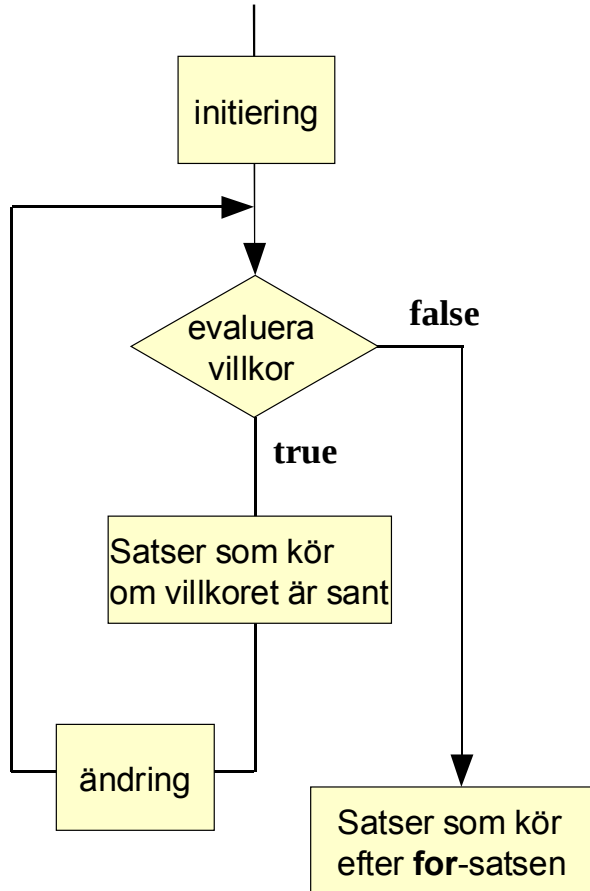 initiering
evaluera
villkor
false
true
Satser som kör
om villkoret är sant
ändring
Satser som kör
efter for-satsen